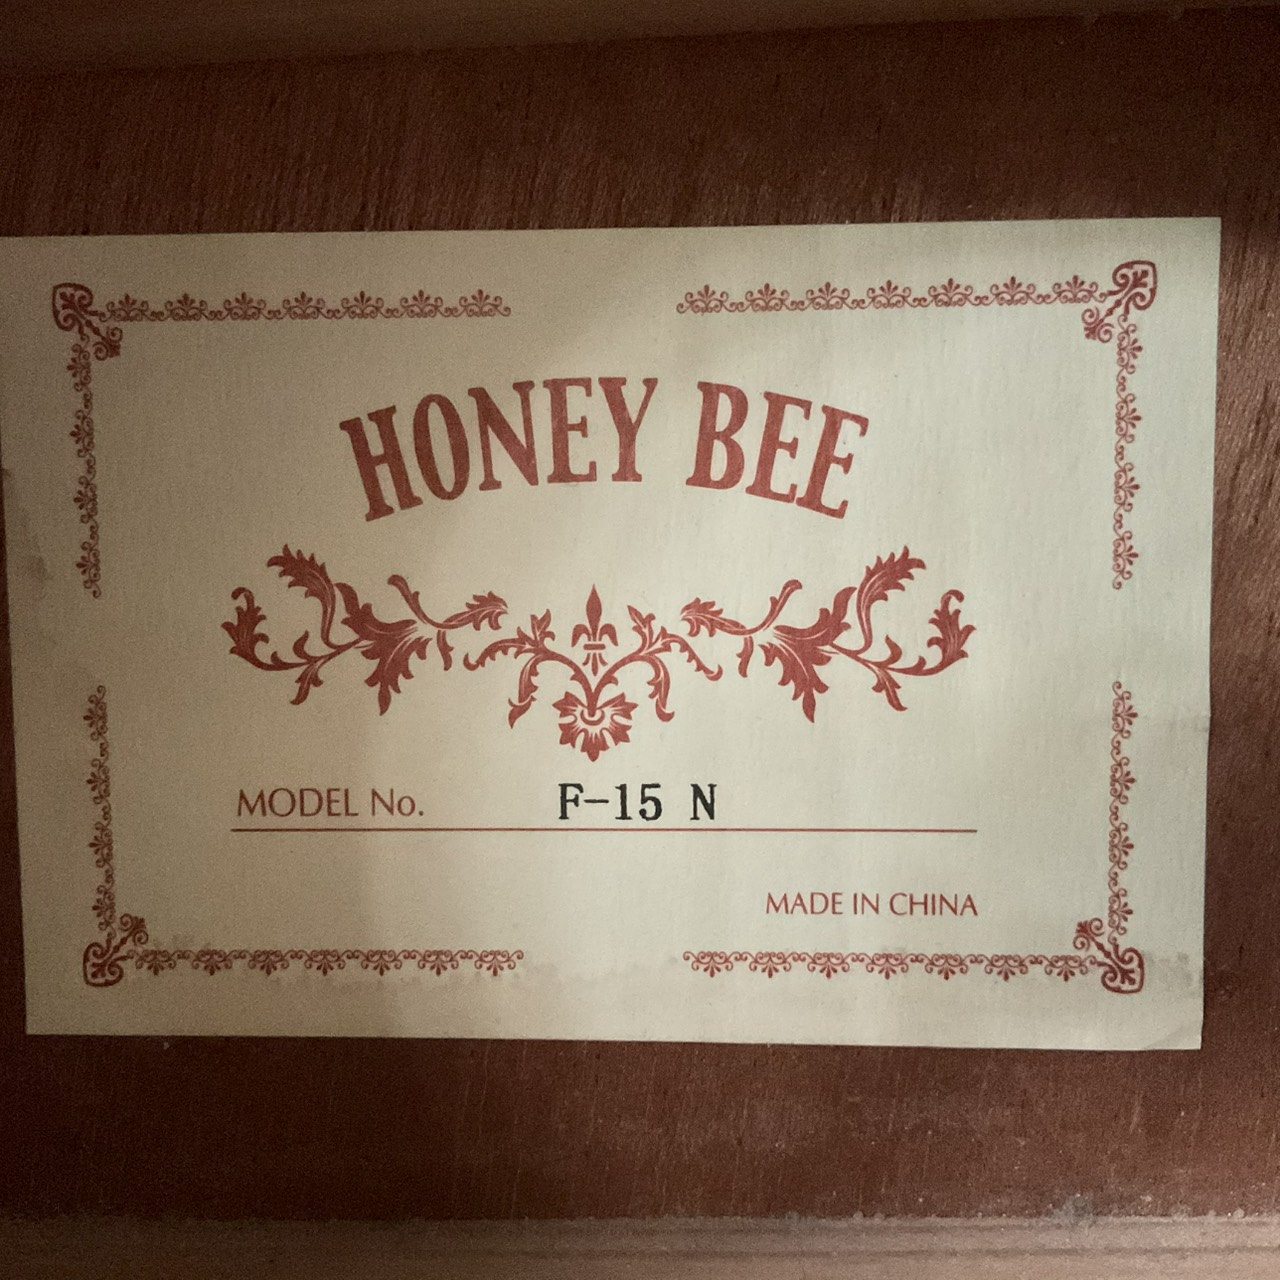 HONEY BEE
MODEL No. F-15 N
MADE IN CHINA